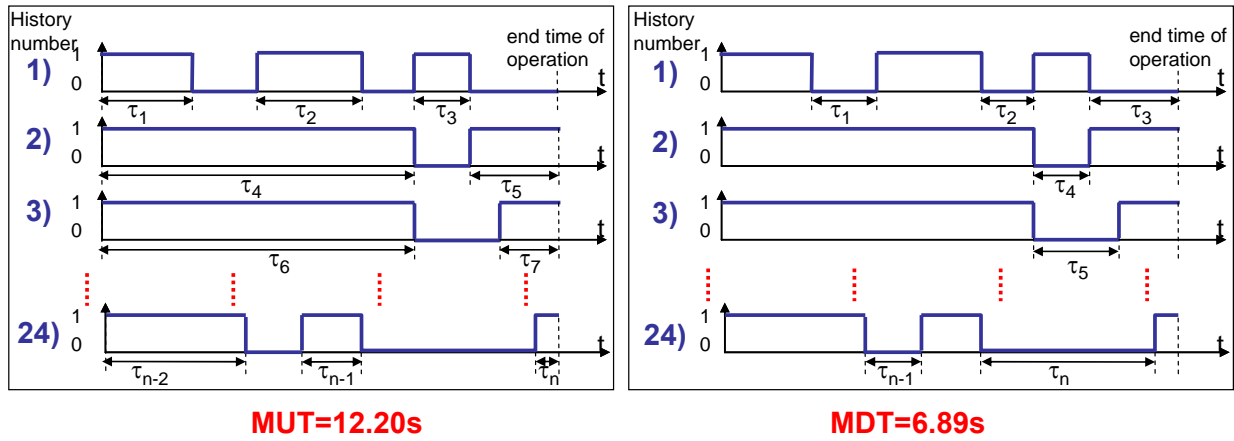 History
number
end time of
operation
1)
1
0
t
τ1
τ2
τ3
2)
1
0
t
τ4
τ5
3)
1
0
t
τ6
τ7
24)
1
0
t
τn-2
τn-1
τn
MUT=12.20s
History
number
end time of
operation
1)
1
0
t
τ1
τ2
τ3
2)
1
0
t
τ4
3)
1
0
t
τ5
24)
1
0
t
τn-1
τn
MDT=6.89s